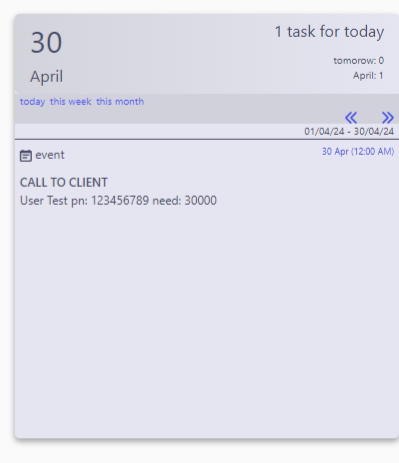 30
April
1 task for today
tomorow: 0
April: 1
today this week this month
01/04/24 - 30/04/24
event
30 Apr (12:00 AM)
CALL TO CLIENT
User Test pn: 123456789 need: 30000